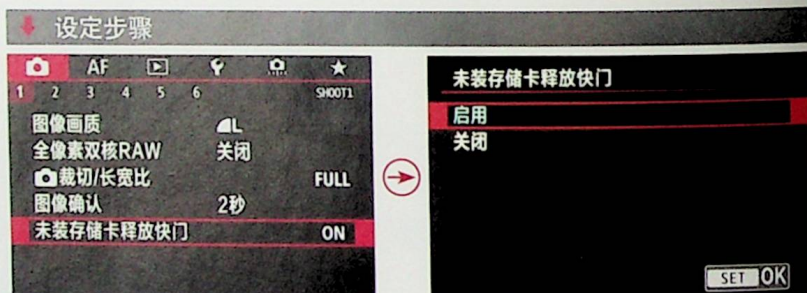 设定步骤
AF
1 2 3 4 5 6 SHOOT1
图像画质 L
全像素双核RAW 关闭
裁切/长宽比 FULL
图像确认 2秒
未装存储卡释放快门 ON
未装存储卡释放快门
启用
关闭
SET OK